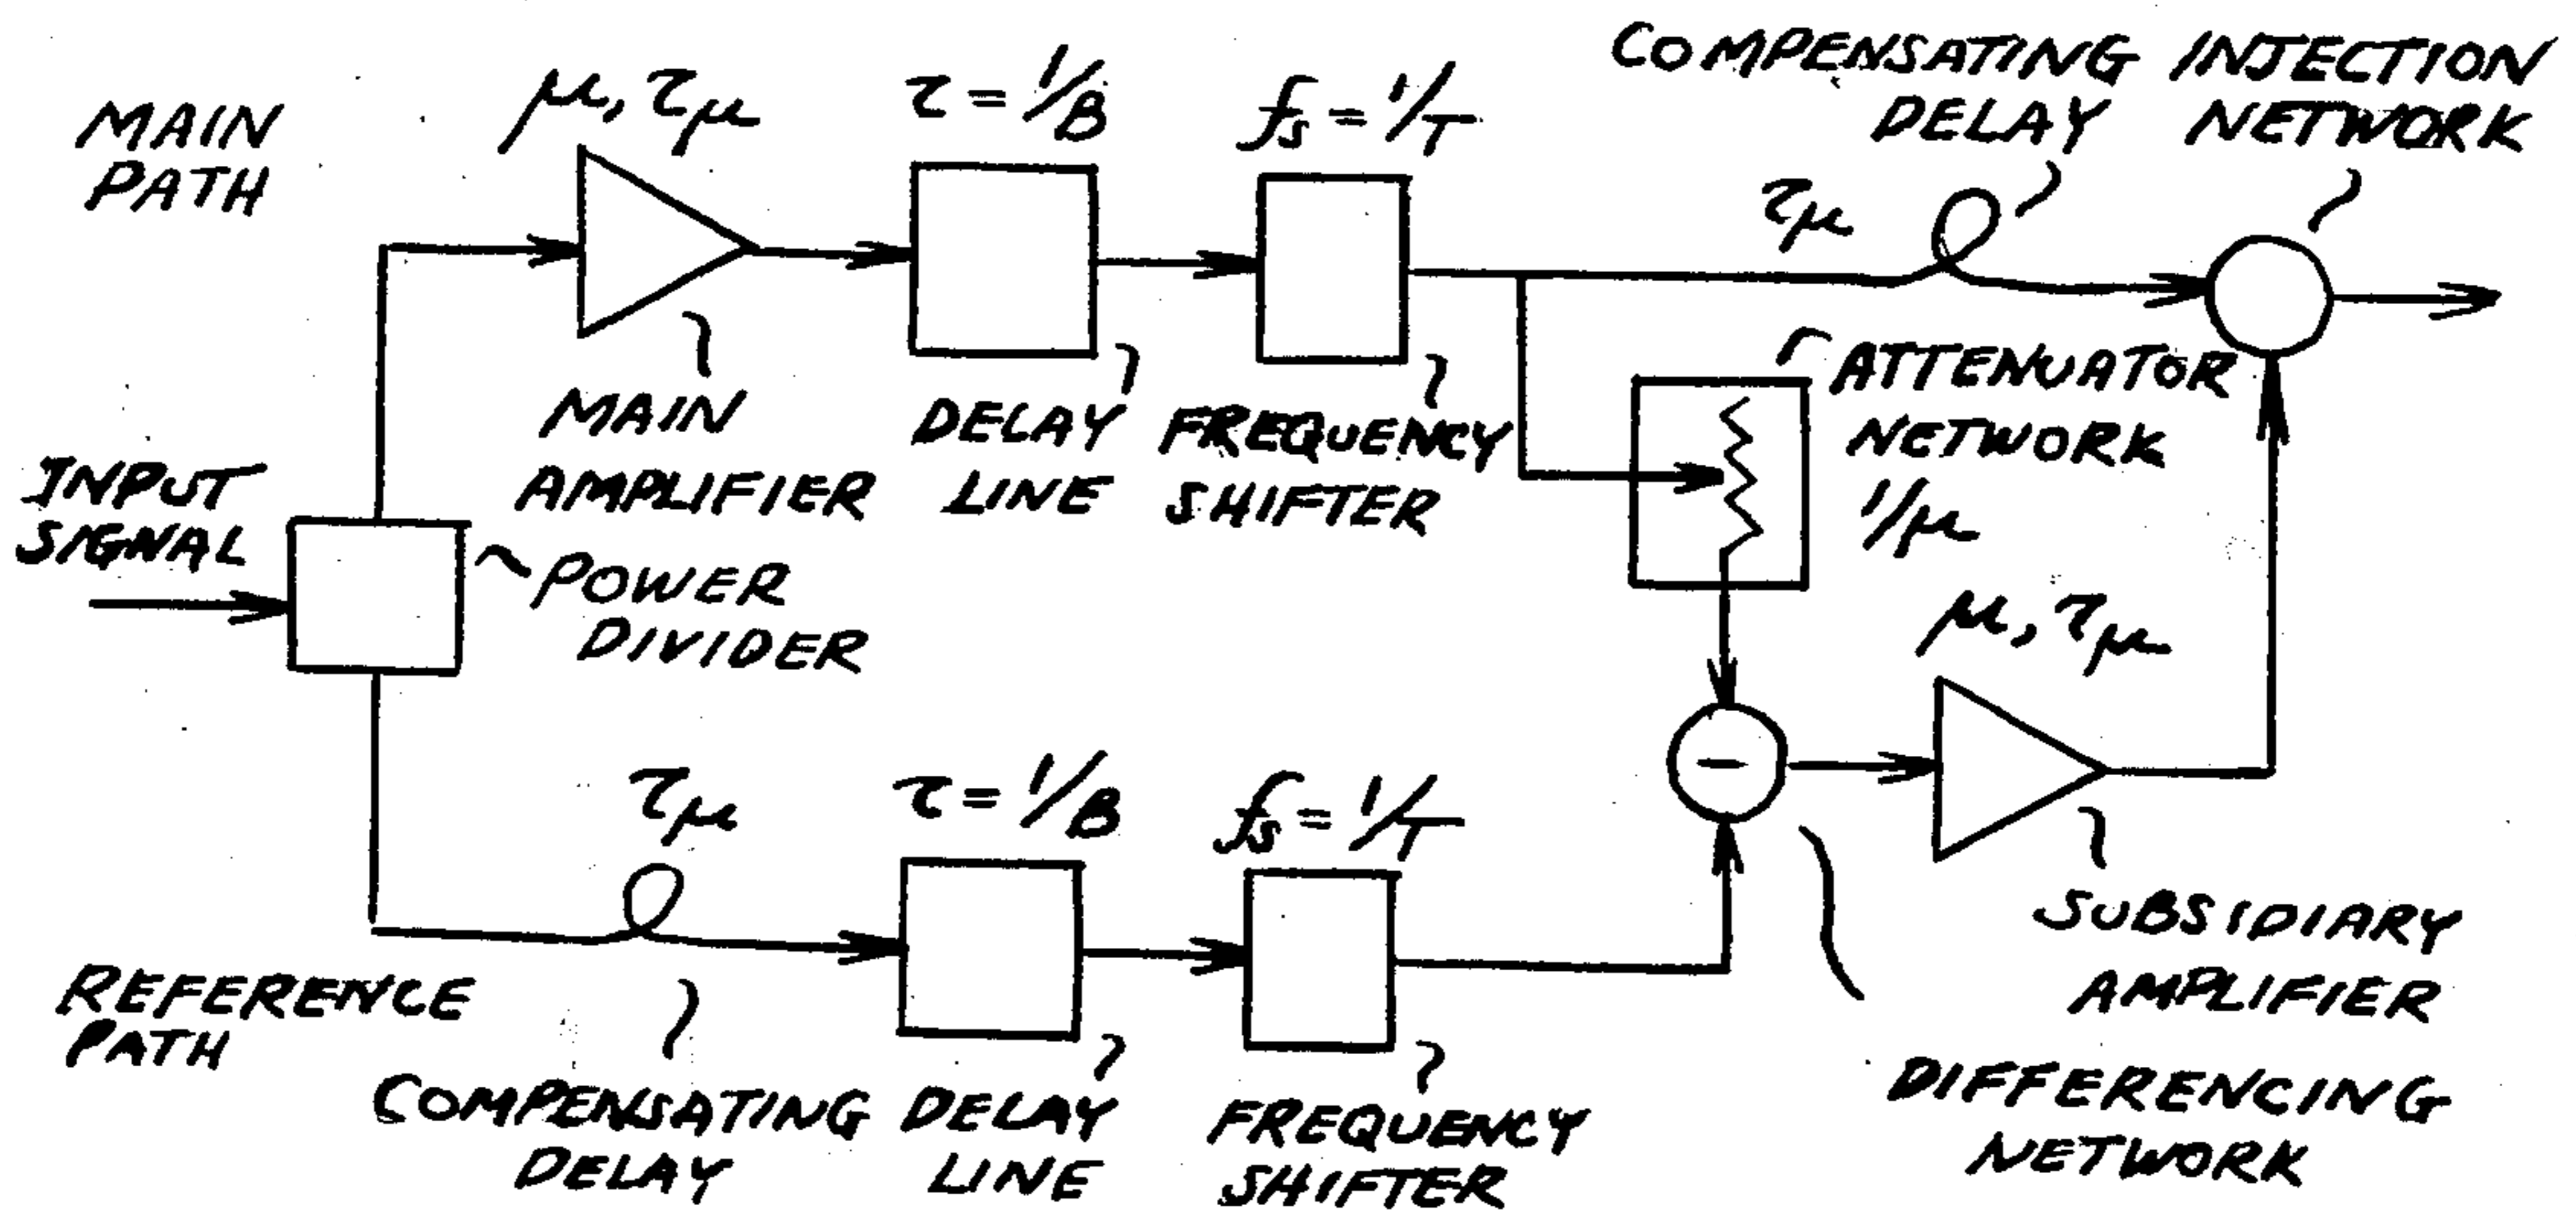 COMPENSATING INJECTION
DELAY NETWORK
MAIN
PATH
μ, τμ
τ = 1/B
fs = 1/T
τμ
MAIN
AMPLIFIER
DELAY
LINE
FREQUENCY
SHIFTER
ATTENUATOR
NETWORK
1/μ
INPUT
SIGNAL
POWER
DIVIDER
μ, τμ
−
SUBSIDIARY
AMPLIFIER
τμ
τ = 1/B
fs = 1/T
REFERENCE
PATH
COMPENSATING
DELAY
DELAY
LINE
FREQUENCY
SHIFTER
DIFFERENCING
NETWORK